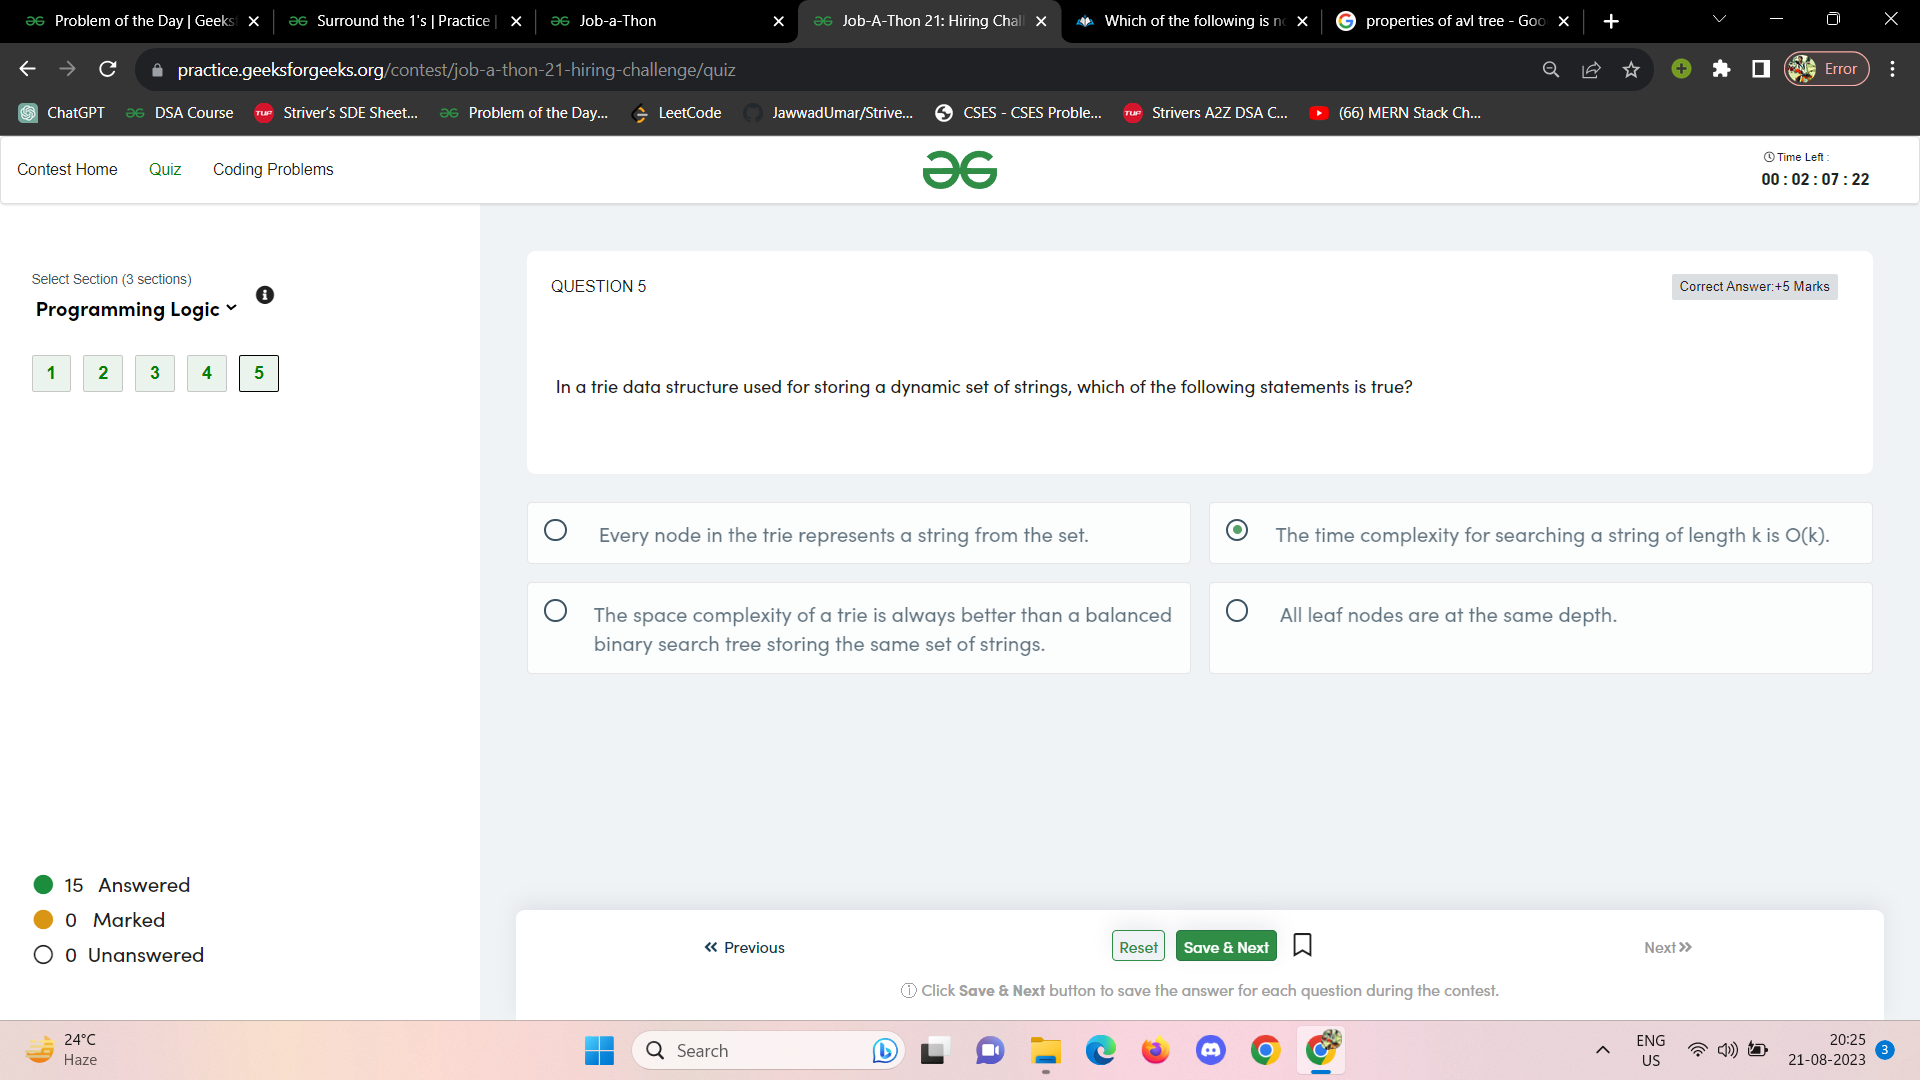 Problem of the Day | Geeks
Surround the 1's | Practice |
Job-a-Thon
Job-A-Thon 21: Hiring Chall
Which of the following is no
properties of avl tree - Goo
practice.geeksforgeeks.org/contest/job-a-thon-21-hiring-challenge/quiz
Error
ChatGPT
DSA Course
Striver's SDE Sheet...
Problem of the Day...
LeetCode
JawwadUmar/Strive...
CSES - CSES Proble...
Strivers A2Z DSA C...
(66) MERN Stack Ch...
Contest Home
Quiz
Coding Problems
Time Left :
00 : 02 : 07 : 22
Select Section (3 sections)
Programming Logic
1
2
3
4
5
QUESTION 5
Correct Answer:+5 Marks
In a trie data structure used for storing a dynamic set of strings, which of the following statements is true?
Every node in the trie represents a string from the set.
The time complexity for searching a string of length k is O(k).
The space complexity of a trie is always better than a balanced
binary search tree storing the same set of strings.
All leaf nodes are at the same depth.
15 Answered
0 Marked
0 Unanswered
Previous
Reset
Save & Next
Next
Click Save & Next button to save the answer for each question during the contest.
24°C
Haze
Search
ENG
US
20:25
21-08-2023
3